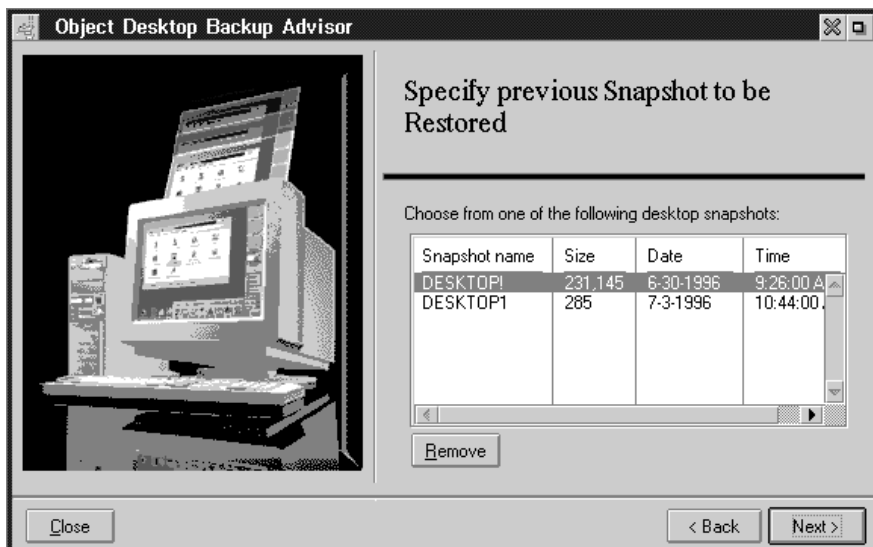 Object Desktop Backup Advisor
Specify previous Snapshot to be
Restored
Choose from one of the following desktop snapshots:
Snapshot name Size Date Time
DESKTOP! 231,145 6-30-1996 9:26:00 A
DESKTOP1 285 7-3-1996 10:44:00
Remove
Close < Back Next >